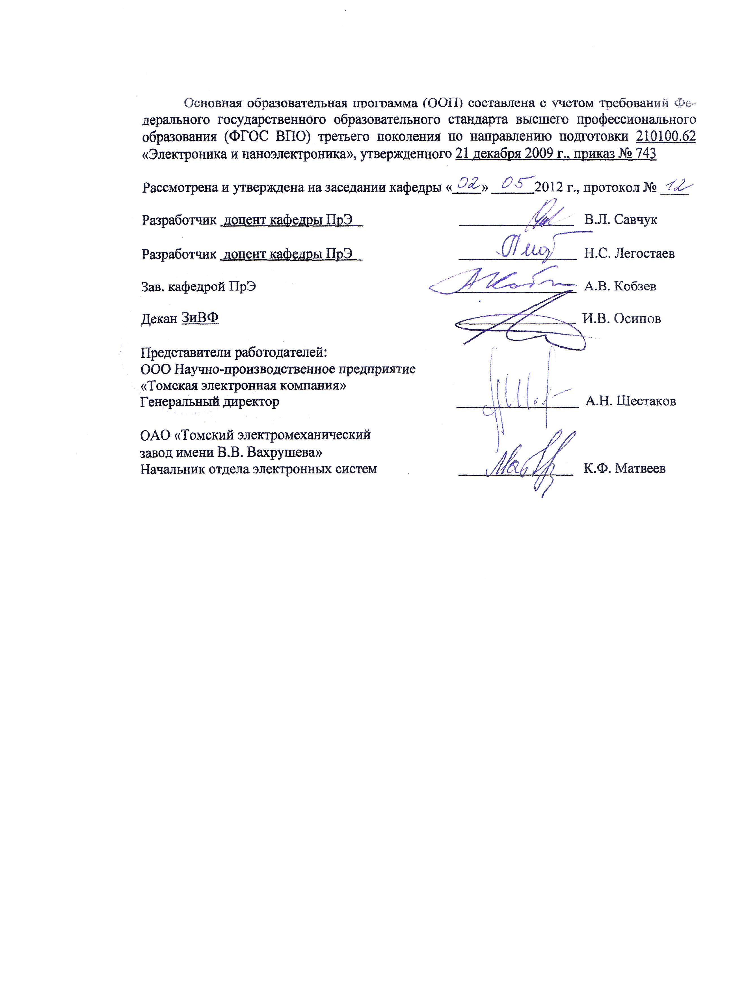 Основная образовательная программа (ООП) составлена с учетом требований Фе-
дерального государственного образовательного стандарта высшего профессионального
образования (ФГОС ВПО) третьего поколения по направлению подготовки 210100.62
«Электроника и наноэлектроника», утвержденного 21 декабря 2009 г., приказ № 743
Рассмотрена и утверждена на заседании кафедры «02» 05 2012 г., протокол № 12
Разработчик доцент кафедры ПрЭ В.Л. Савчук
Разработчик доцент кафедры ПрЭ Н.С. Легостаев
Зав. кафедрой ПрЭ А.В. Кобзев
Декан ЗиВФ И.В. Осипов
Представители работодателей:
ООО Научно-производственное предприятие
«Томская электронная компания»
Генеральный директор А.Н. Шестаков
ОАО «Томский электромеханический
завод имени В.В. Вахрушева»
Начальник отдела электронных систем К.Ф. Матвеев